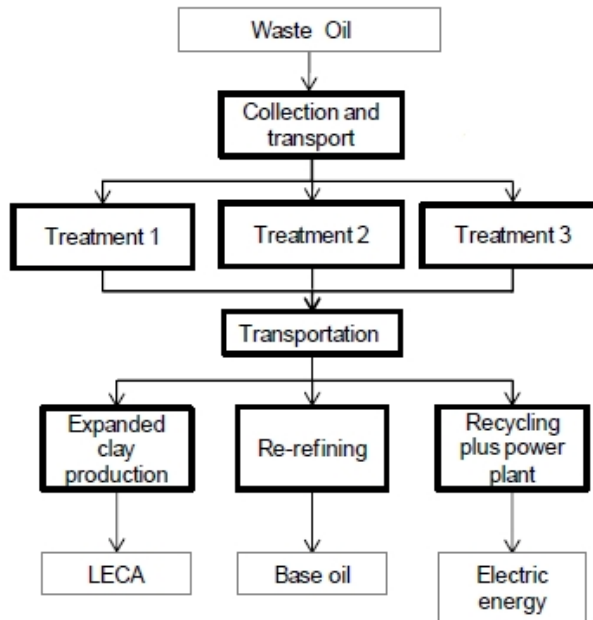 Waste Oil
Collection and
transport
Treatment 1
Treatment 2
Treatment 3
Transportation
Expanded
clay
production
Re-refining
Recycling
plus power
plant
LECA
Base oil
Electric
energy